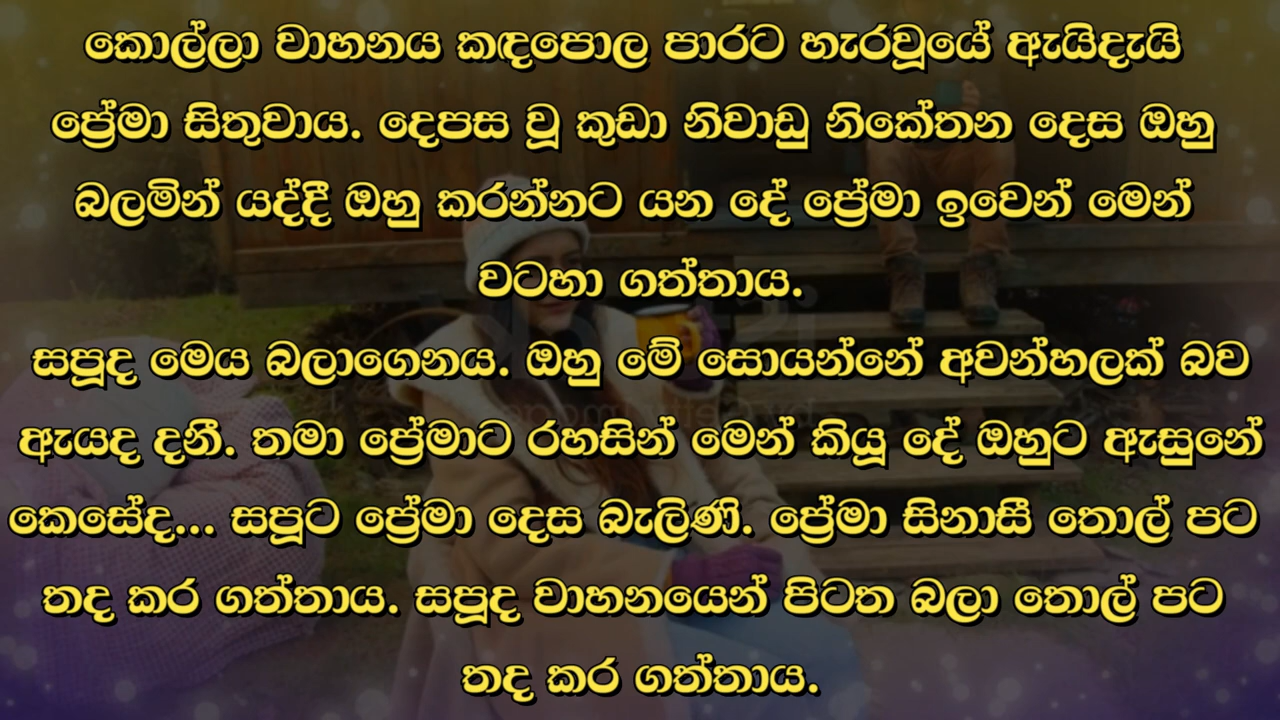 කොල්ලා වාහනය කඳපොල පාරට හැරවූයේ ඇයිදැයි
ප්‍රේමා සිතුවාය. දෙපස වූ කුඩා නිවාඩු නිකේතන දෙස ඔහු
බලමින් යද්දී ඔහු කරන්නට යන දේ ප්‍රේමා ඉවෙන් මෙන්
වටහා ගත්තාය.
සපූද මෙය බලාගෙනය. ඔහු මේ සොයන්නේ අවන්හලක් බව
ඇයද දනී. තමා ප්‍රේමාට රහසින් මෙන් කියූ දේ ඔහුට ඇසුනේ
කෙසේද... සපූට ප්‍රේමා දෙස බැලිණි. ප්‍රේමා සිනාසී තොල් පට
තද කර ගත්තාය. සපූද වාහනයෙන් පිටත බලා තොල් පට
තද කර ගත්තාය.